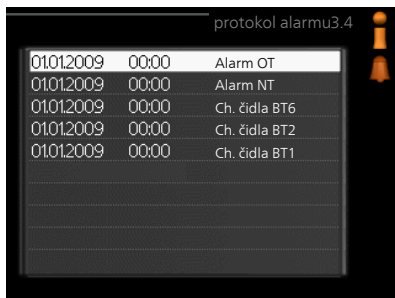 protokol alarmu3.4
01.01.2009 00:00 Alarm OT
01.01.2009 00:00 Alarm NT
01.01.2009 00:00 Ch. čidla BT6
01.01.2009 00:00 Ch. čidla BT2
01.01.2009 00:00 Ch. čidla BT1